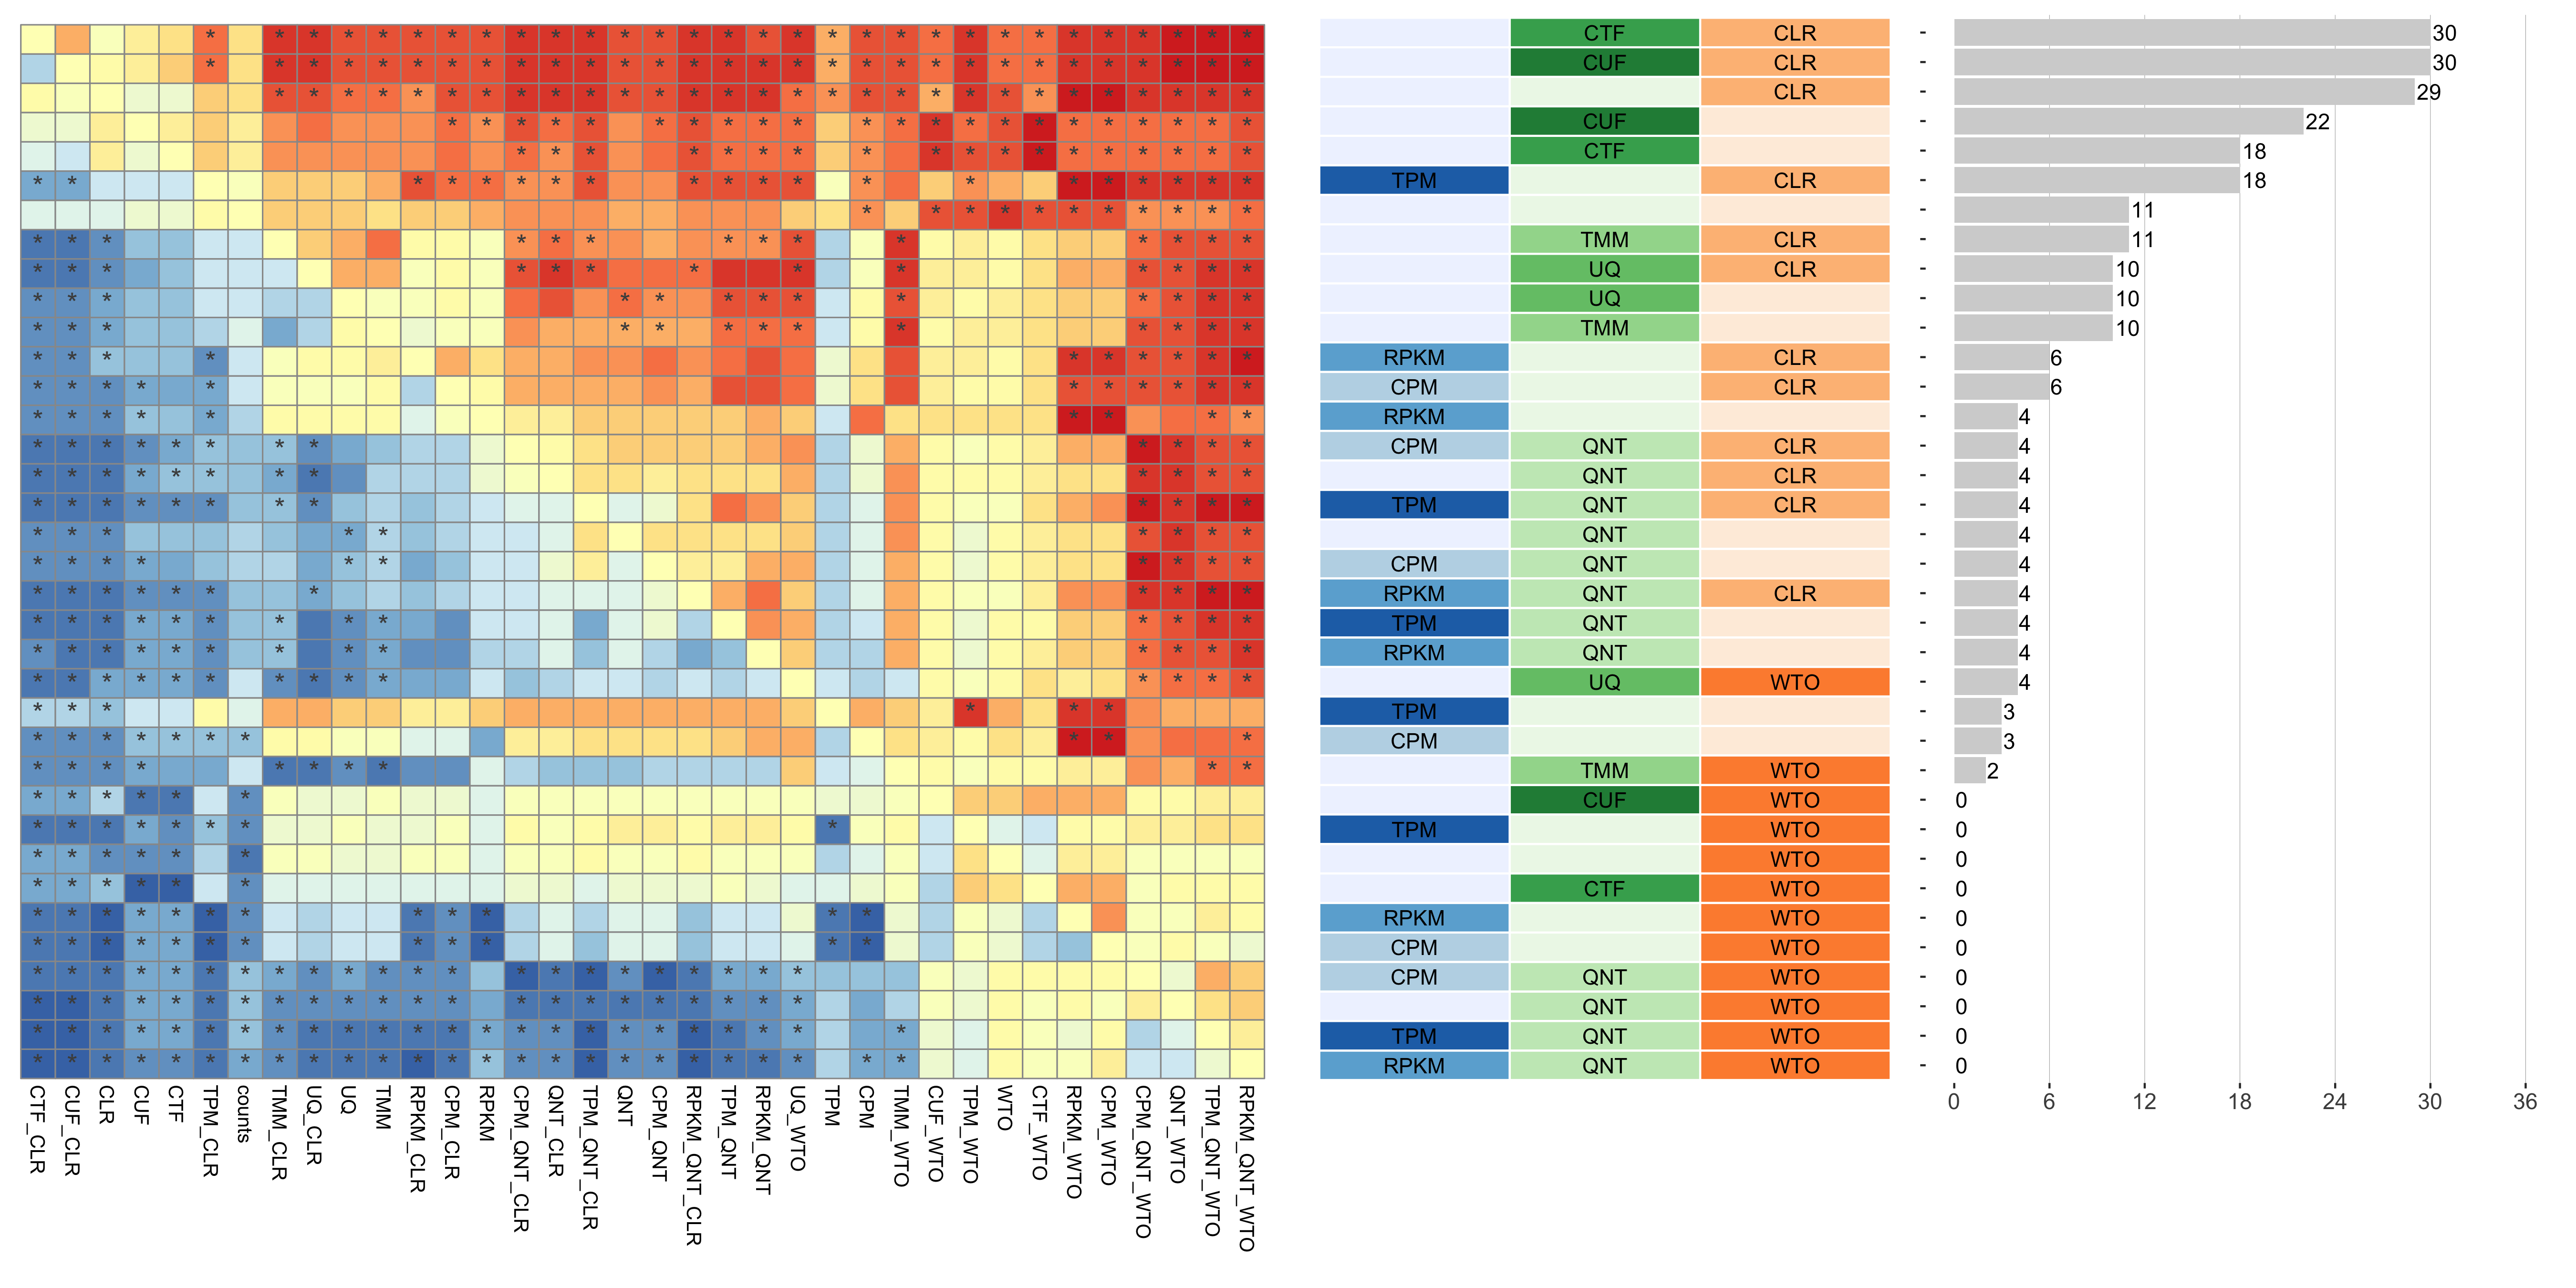 CTF CLR - 30
CUF CLR - 30
CLR - 29
CUF - 22
CTF - 18
TPM CLR - 18
- 11
TMM CLR - 11
UQ CLR - 10
UQ - 10
TMM - 10
RPKM CLR - 6
CPM CLR - 6
RPKM - 4
CPM QNT CLR - 4
QNT CLR - 4
TPM QNT CLR - 4
QNT - 4
CPM QNT - 4
RPKM QNT CLR - 4
TPM QNT - 4
RPKM QNT - 4
UQ WTO - 4
TPM - 3
CPM - 3
TMM WTO - 2
CUF WTO - 0
TPM WTO - 0
WTO - 0
CTF WTO - 0
RPKM WTO - 0
CPM WTO - 0
CPM QNT WTO - 0
QNT WTO - 0
TPM QNT WTO - 0
RPKM QNT WTO - 0
CTF_CLR
CUF_CLR
CLR
CUF
CTF
TPM_CLR
counts
TMM_CLR
UQ_CLR
UQ
TMM
RPKM_CLR
CPM_CLR
RPKM
CPM_QNT_CLR
QNT_CLR
TPM_QNT_CLR
QNT
CPM_QNT
RPKM_QNT_CLR
TPM_QNT
RPKM_QNT
UQ_WTO
TPM
CPM
TMM_WTO
CUF_WTO
TPM_WTO
WTO
CTF_WTO
RPKM_WTO
CPM_WTO
CPM_QNT_WTO
QNT_WTO
TPM_QNT_WTO
RPKM_QNT_WTO
0 6 12 18 24 30 36